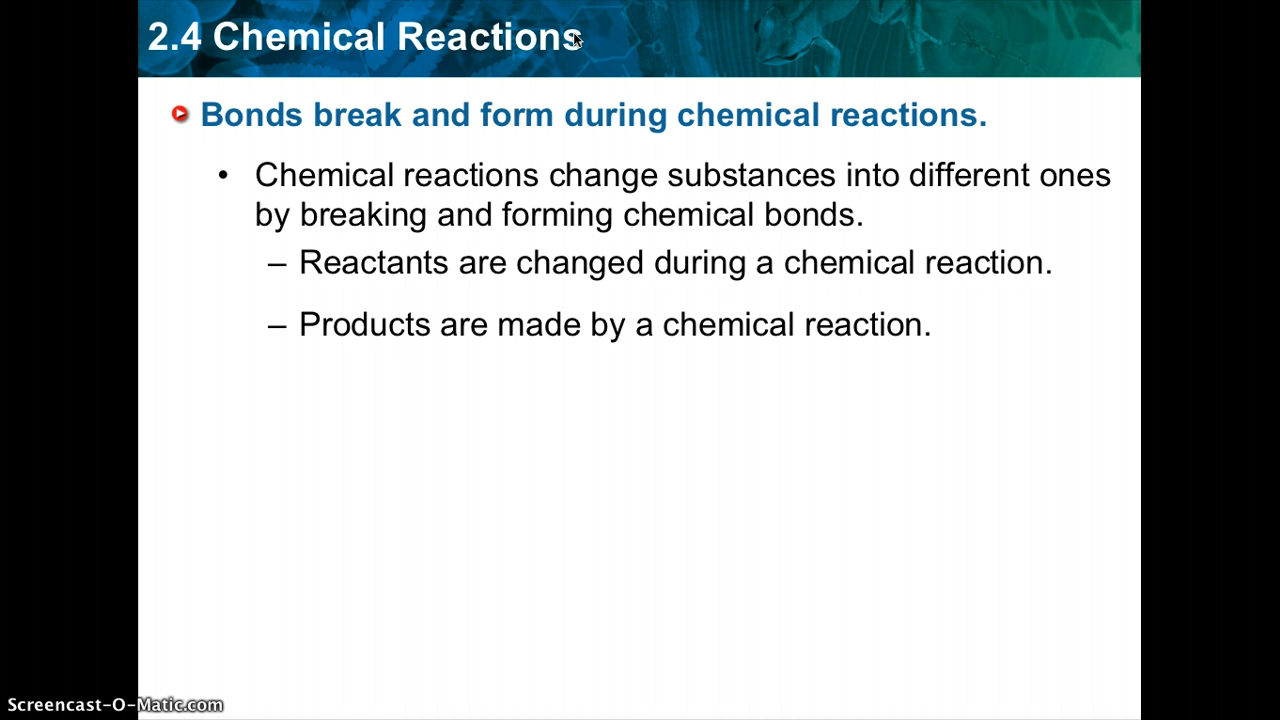 2.4 Chemical Reactions
Bonds break and form during chemical reactions.
• Chemical reactions change substances into different ones
by breaking and forming chemical bonds.
– Reactants are changed during a chemical reaction.
– Products are made by a chemical reaction.
Screencast-O-Matic.com